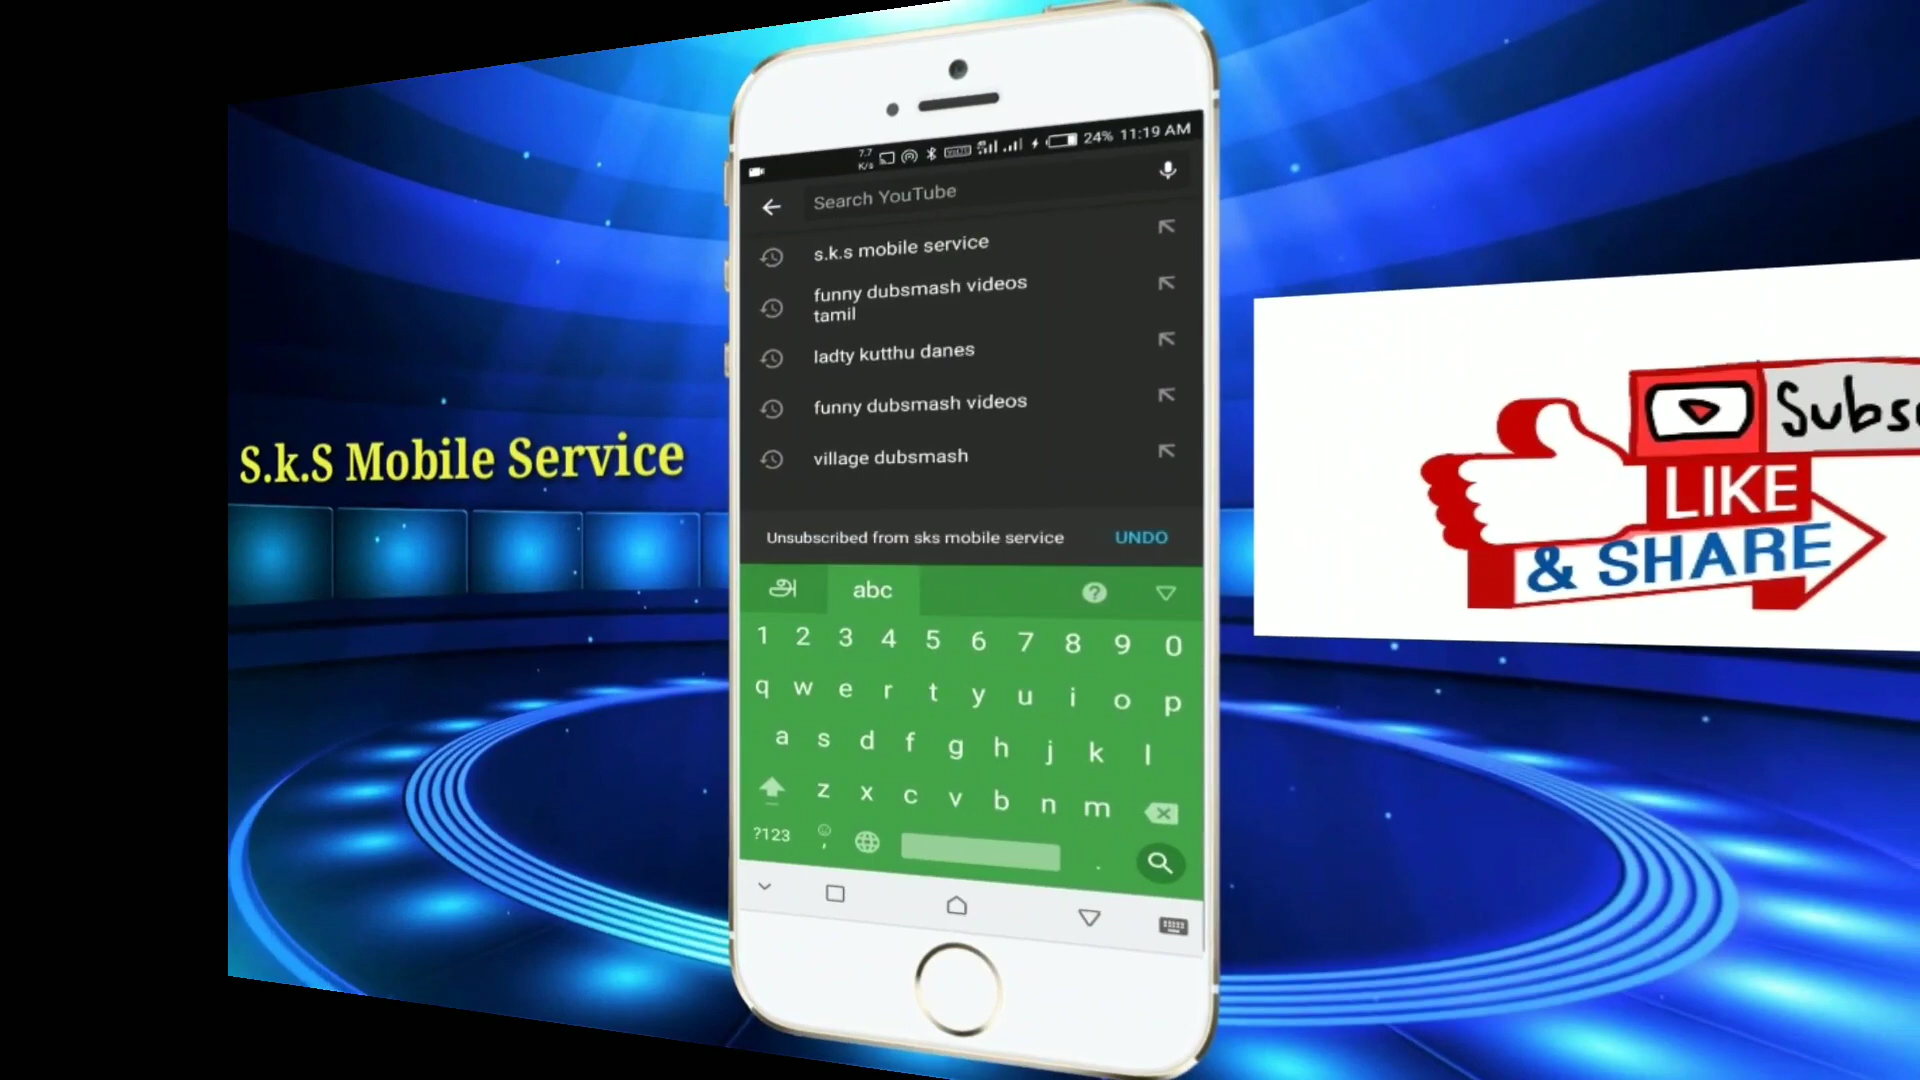 7.7
K/s
24% 11:19 AM
Search YouTube
s.k.s mobile service
funny dubsmash videos
tamil
ladty kutthu danes
funny dubsmash videos
village dubsmash
Unsubscribed from sks mobile service UNDO
அ abc
1 2 3 4 5 6 7 8 9 0
q w e r t y u i o p
a s d f g h j k l
z x c v b n m
?123 , .
S.k.S Mobile Service
LIKE
& SHARE